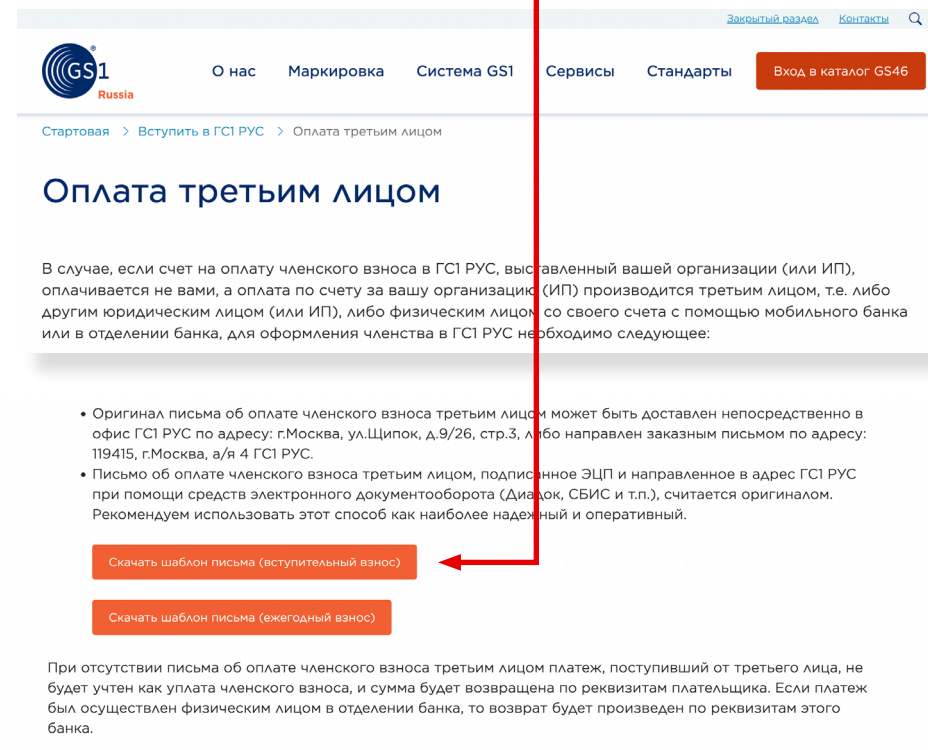 Закрытый раздел Контакты
GS1
Russia
О нас Маркировка Система GS1 Сервисы Стандарты Вход в каталог GS46
Стартовая > Вступить в ГС1 РУС > Оплата третьим лицом
Оплата третьим лицом
В случае, если счет на оплату членского взноса в ГС1 РУС, выставленный вашей организации (или ИП),
оплачивается не вами, а оплата по счету за вашу организацию (ИП) производится третьим лицом, т.е. либо
другим юридическим лицом (или ИП), либо физическим лицом со своего счета с помощью мобильного банка
или в отделении банка, для оформления членства в ГС1 РУС необходимо следующее:
• Оригинал письма об оплате членского взноса третьим лицом может быть доставлен непосредственно в
офис ГС1 РУС по адресу: г.Москва, ул.Щипок, д.9/26, стр.3, либо направлен заказным письмом по адресу:
119415, г.Москва, а/я 4 ГС1 РУС.
• Письмо об оплате членского взноса третьим лицом, подписанное ЭЦП и направленное в адрес ГС1 РУС
при помощи средств электронного документооборота (Диадок, СБИС и т.п.), считается оригиналом.
Рекомендуем использовать этот способ как наиболее надежный и оперативный.
Скачать шаблон письма (вступительный взнос)
Скачать шаблон письма (ежегодный взнос)
При отсутствии письма об оплате членского взноса третьим лицом платеж, поступивший от третьего лица, не
будет учтен как уплата членского взноса, и сумма будет возвращена по реквизитам плательщика. Если платеж
был осуществлен физическим лицом в отделении банка, то возврат будет произведен по реквизитам этого
банка.